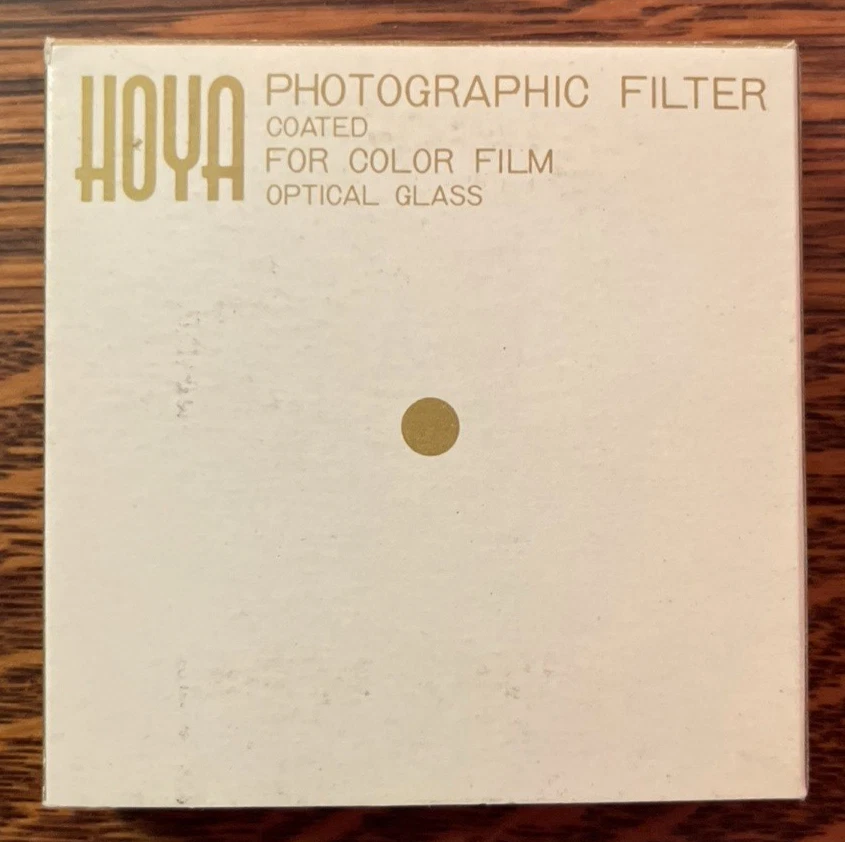 HOYA
PHOTOGRAPHIC FILTER
COATED
FOR COLOR FILM
OPTICAL GLASS